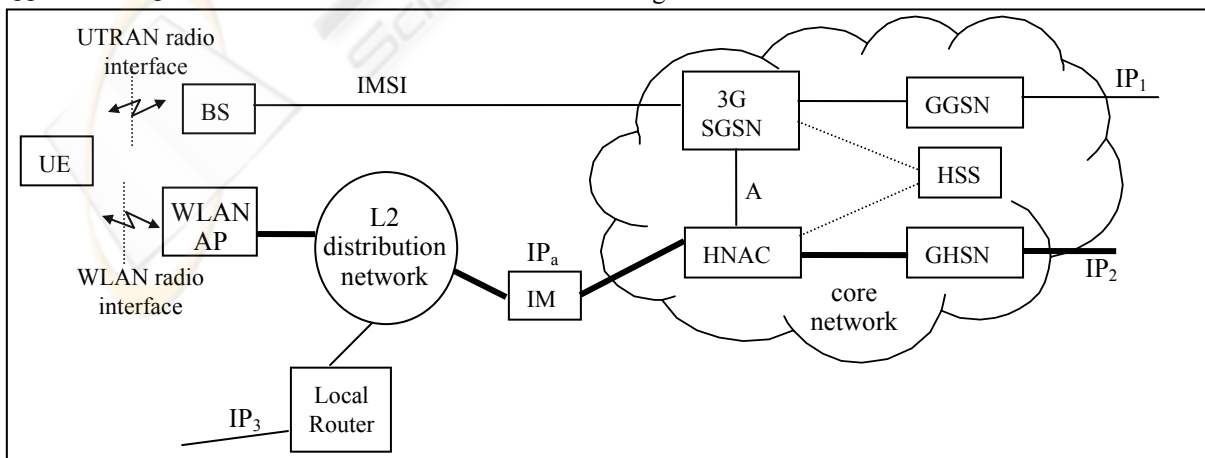 UTRAN radio
interface
UE
BS
IMSI
3G
SGSN
GGSN
IP1
HSS
A
WLAN
AP
WLAN radio
interface
L2
distribution
network
IPa
IM
HNAC
GHSN
IP2
core
network
Local
Router
IP3